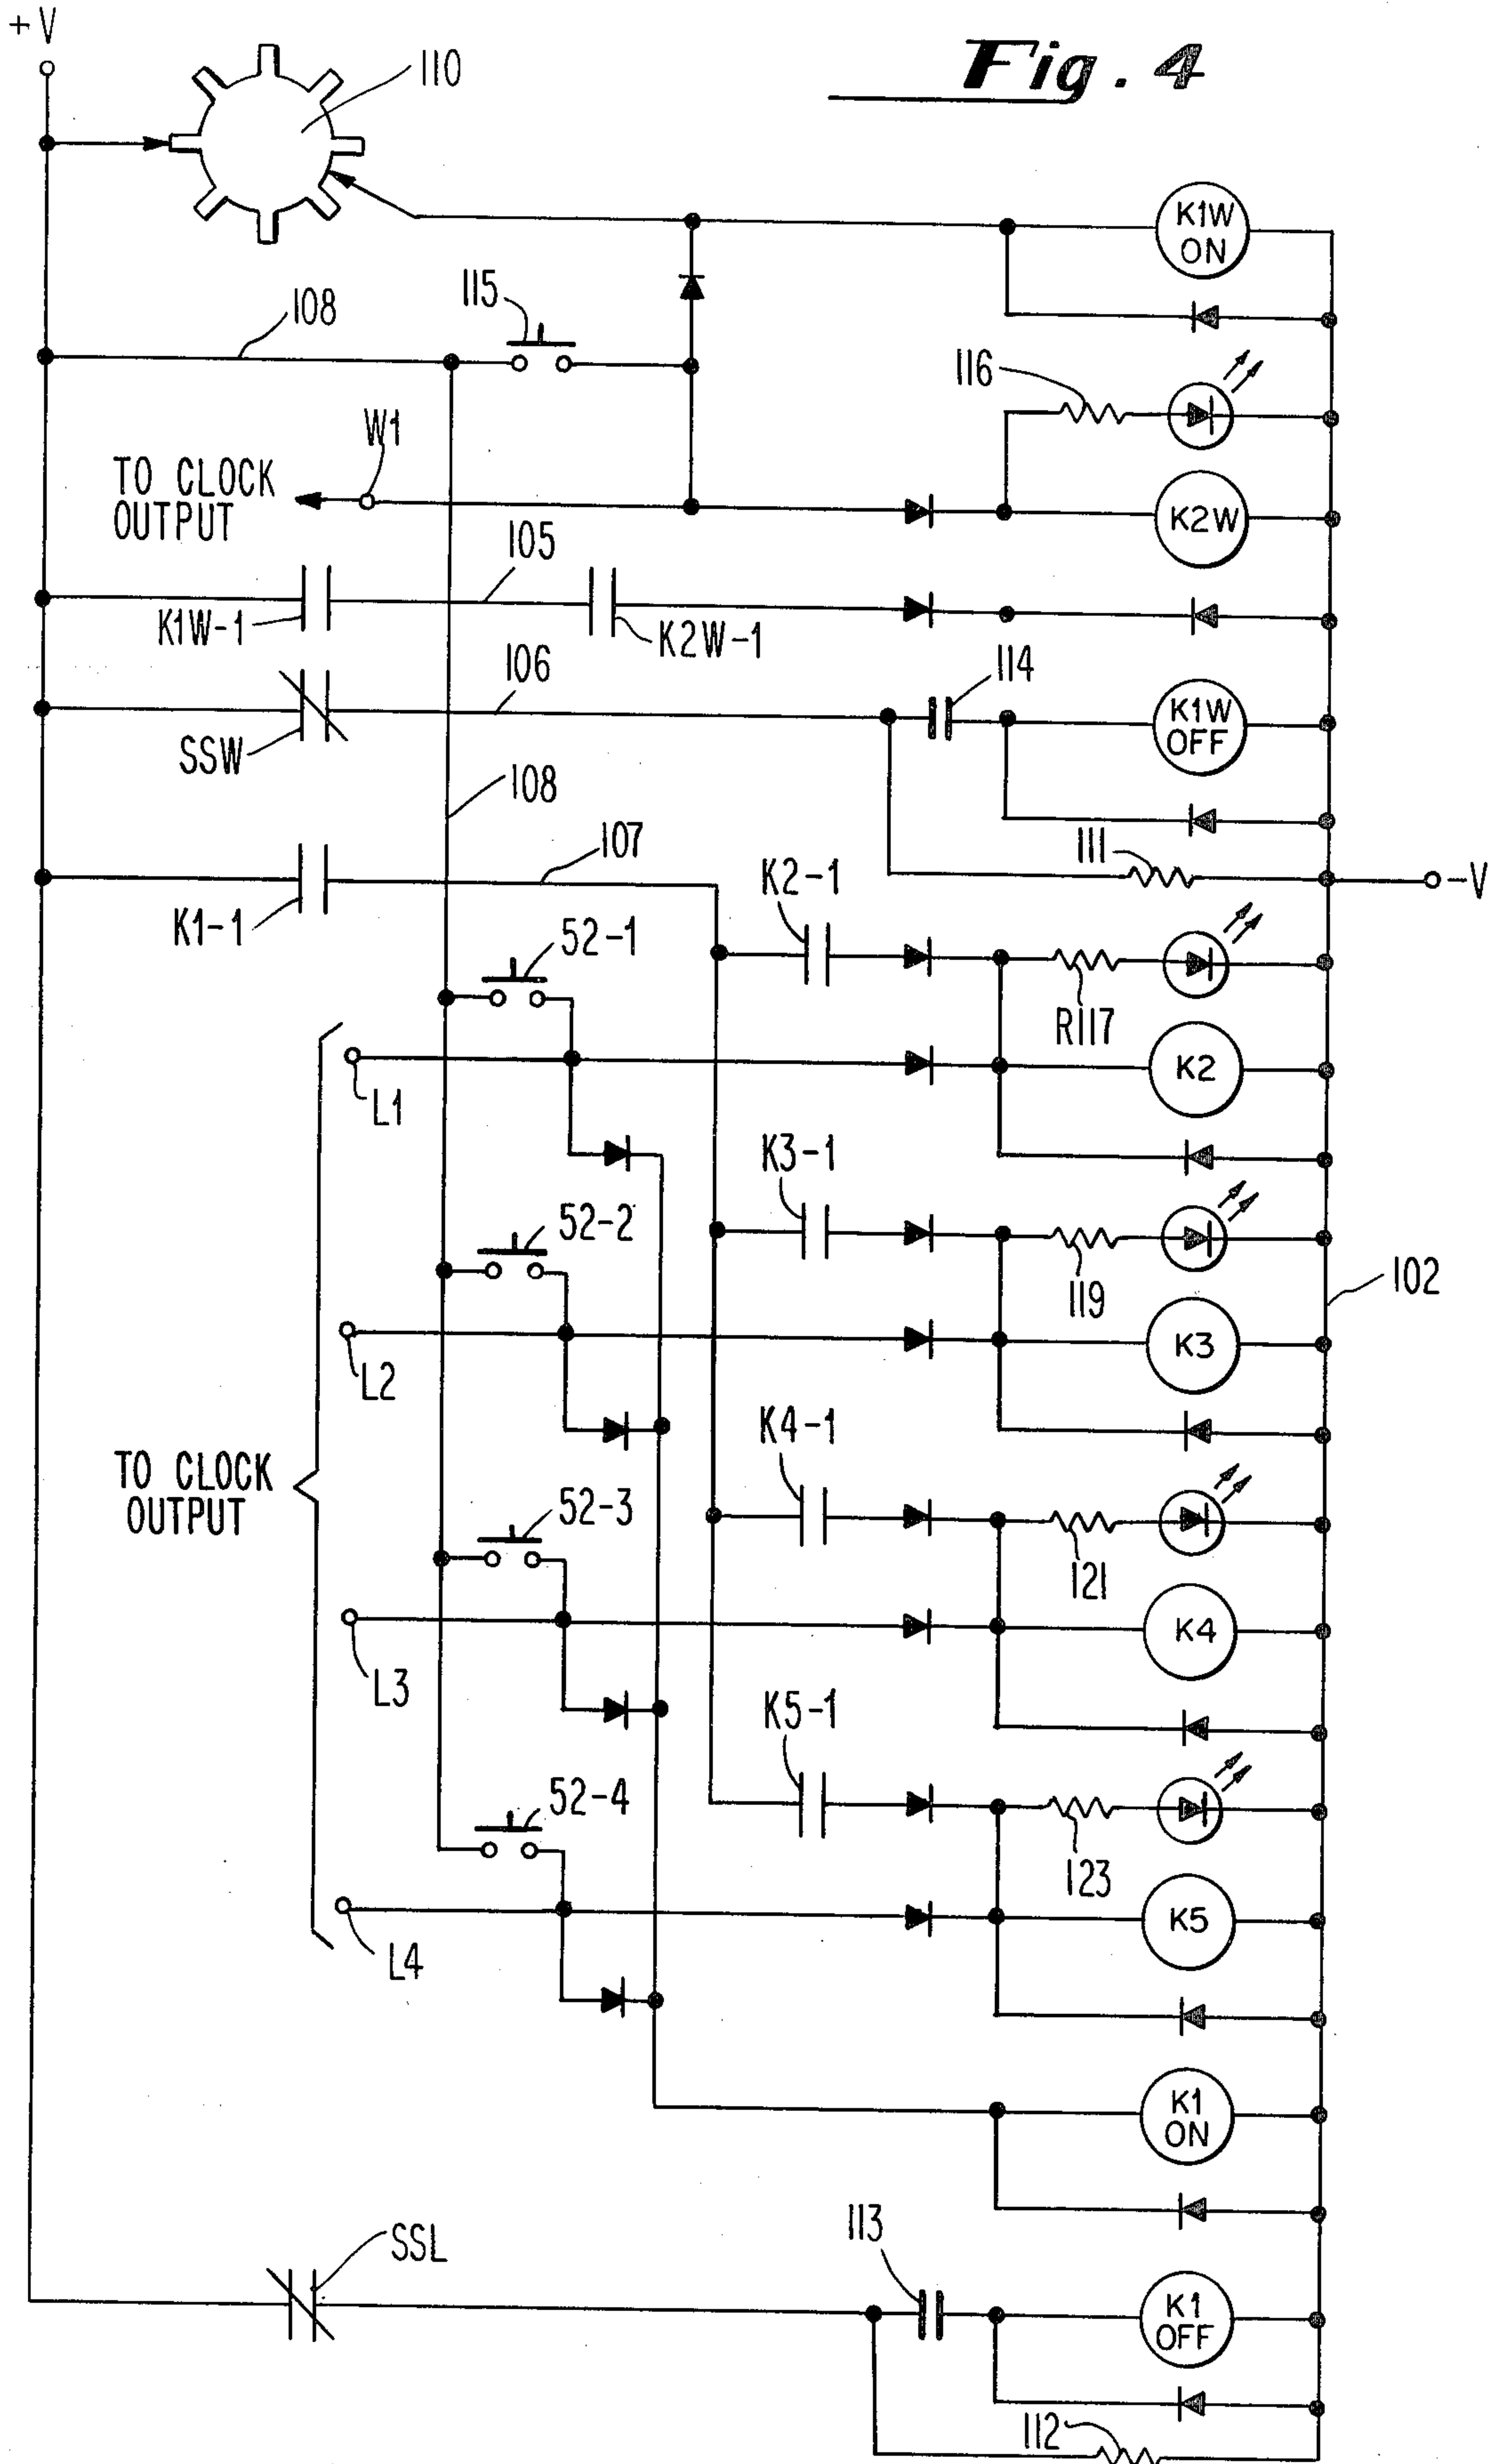 +V
Fig. 4
110
K1W
ON
115
108
116
W1
TO CLOCK
OUTPUT
K2W
105
K1W-1
K2W-1
106
114
SSW
K1W
OFF
108
107
111
-V
K2-1
K1-1
52-1
R117
L1
K2
K3-1
52-2
102
119
L2
K3
K4-1
TO CLOCK
OUTPUT
52-3
121
L3
K4
K5-1
52-4
123
L4
K5
K1
ON
113
SSL
K1
OFF
112